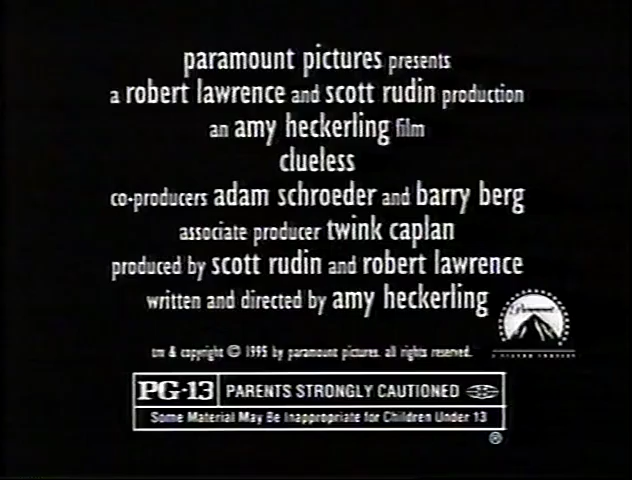 paramount pictures presents
a robert lawrence and scott rudin production
an amy heckerling film
clueless
co-producers adam schroeder and barry berg
associate producer twink caplan
produced by scott rudin and robert lawrence
written and directed by amy heckerling
Paramount
tm & copyright © 1995 by paramount pictures. all rights reserved.
PG-13 PARENTS STRONGLY CAUTIONED
Some Material May Be Inappropriate for Children Under 13
®